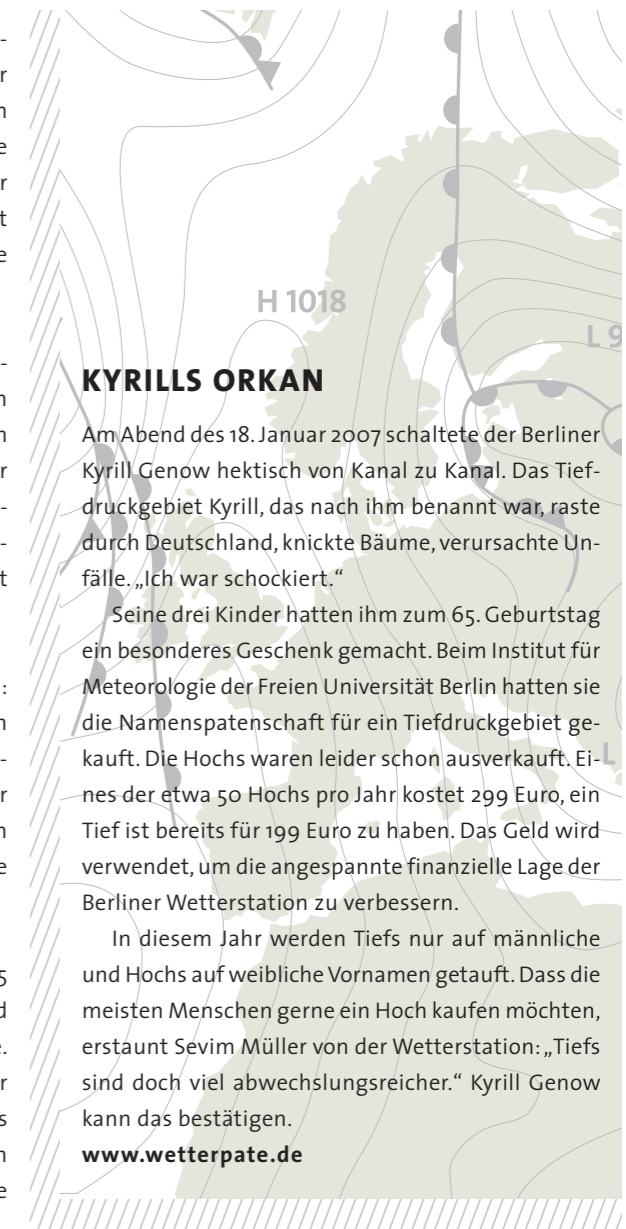 H 1018
L 9
KYRILLS ORKAN
Am Abend des 18. Januar 2007 schaltete der Berliner
Kyrill Genow hektisch von Kanal zu Kanal. Das Tief-
druckgebiet Kyrill, das nach ihm benannt war, raste
durch Deutschland, knickte Bäume, verursachte Un-
fälle. „Ich war schockiert.“
Seine drei Kinder hatten ihm zum 65. Geburtstag
ein besonderes Geschenk gemacht. Beim Institut für
Meteorologie der Freien Universität Berlin hatten sie
die Namenspatenschaft für ein Tiefdruckgebiet ge-
kauft. Die Hochs waren leider schon ausverkauft. Ei-
nes der etwa 50 Hochs pro Jahr kostet 299 Euro, ein
Tief ist bereits für 199 Euro zu haben. Das Geld wird
verwendet, um die angespannte finanzielle Lage der
Berliner Wetterstation zu verbessern.
In diesem Jahr werden Tiefs nur auf männliche
und Hochs auf weibliche Vornamen getauft. Dass die
meisten Menschen gerne ein Hoch kaufen möchten,
erstaunt Sevim Müller von der Wetterstation: „Tiefs
sind doch viel abwechslungsreicher.“ Kyrill Genow
kann das bestätigen.
www.wetterpate.de
L